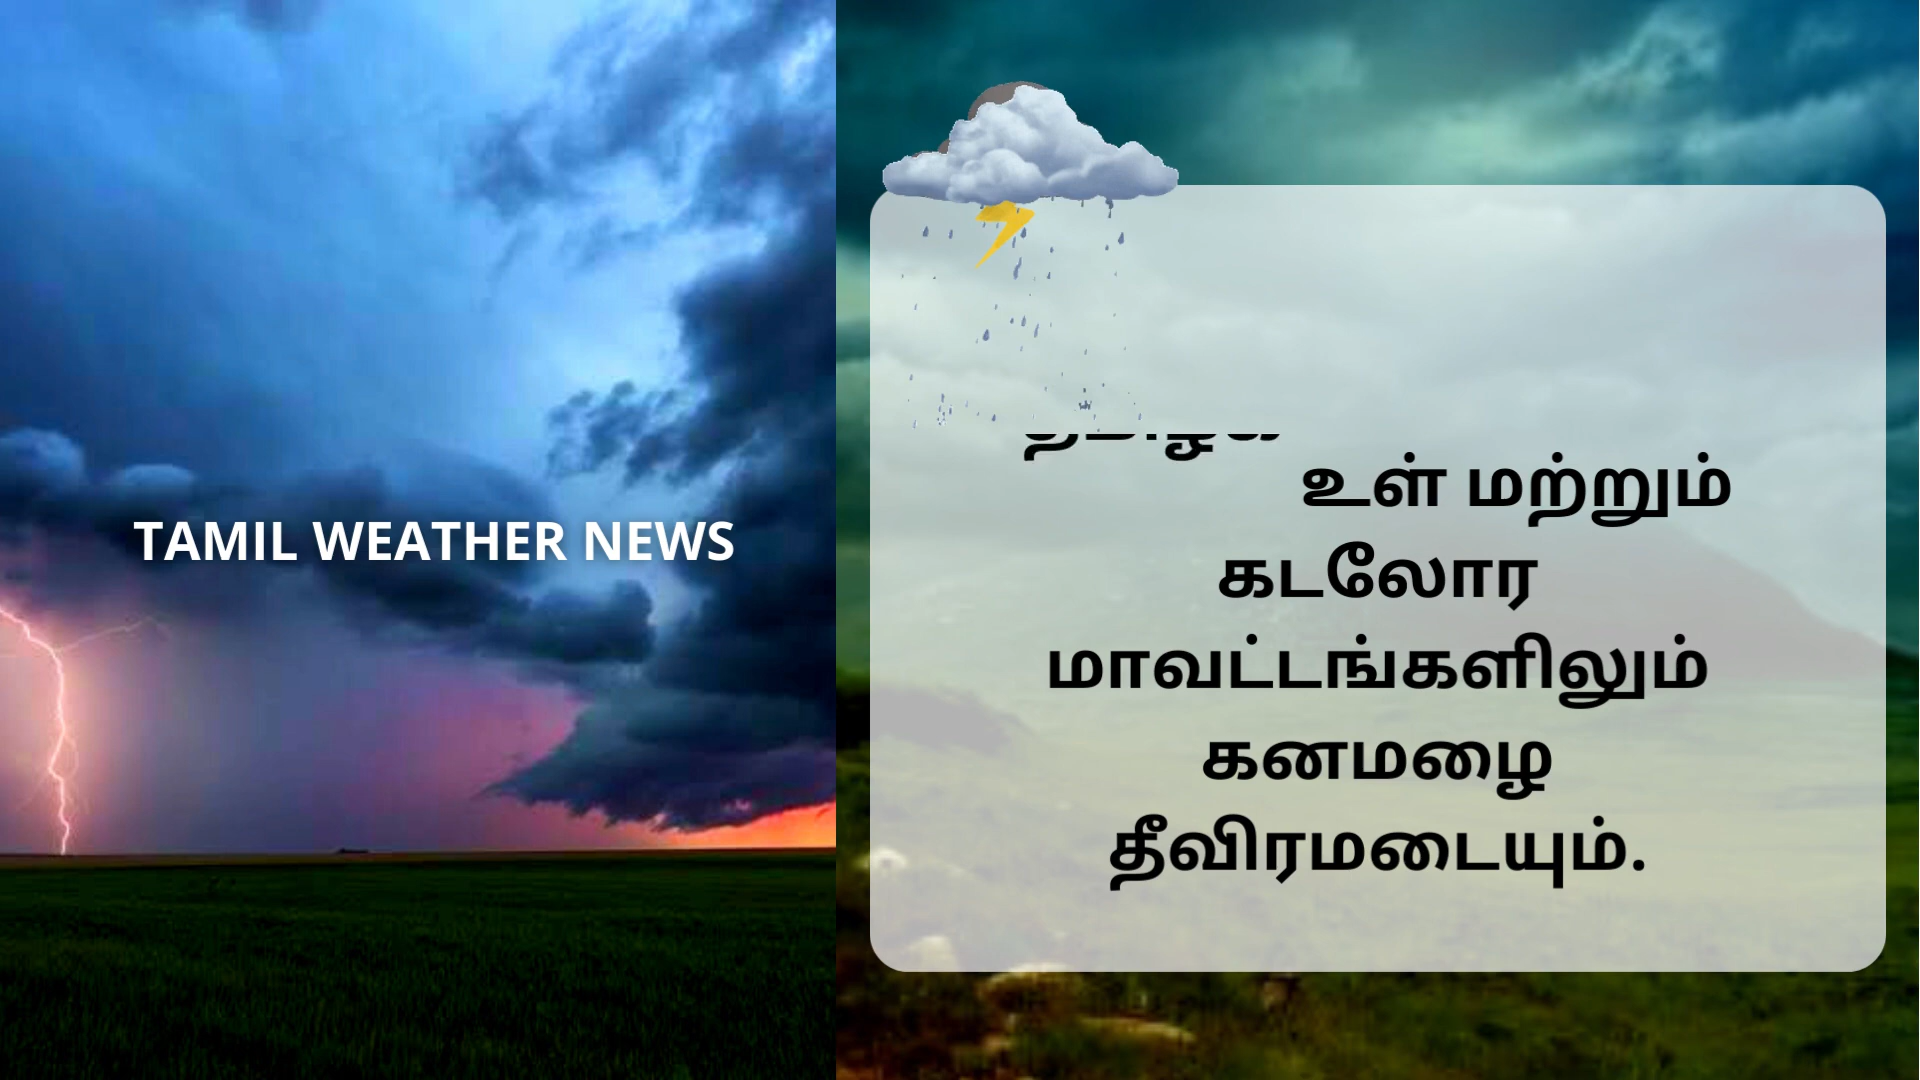 TAMIL WEATHER NEWS
உள் மற்றும்
கடலோர
மாவட்டங்களிலும்
கனமழை
தீவிரமடையும்.